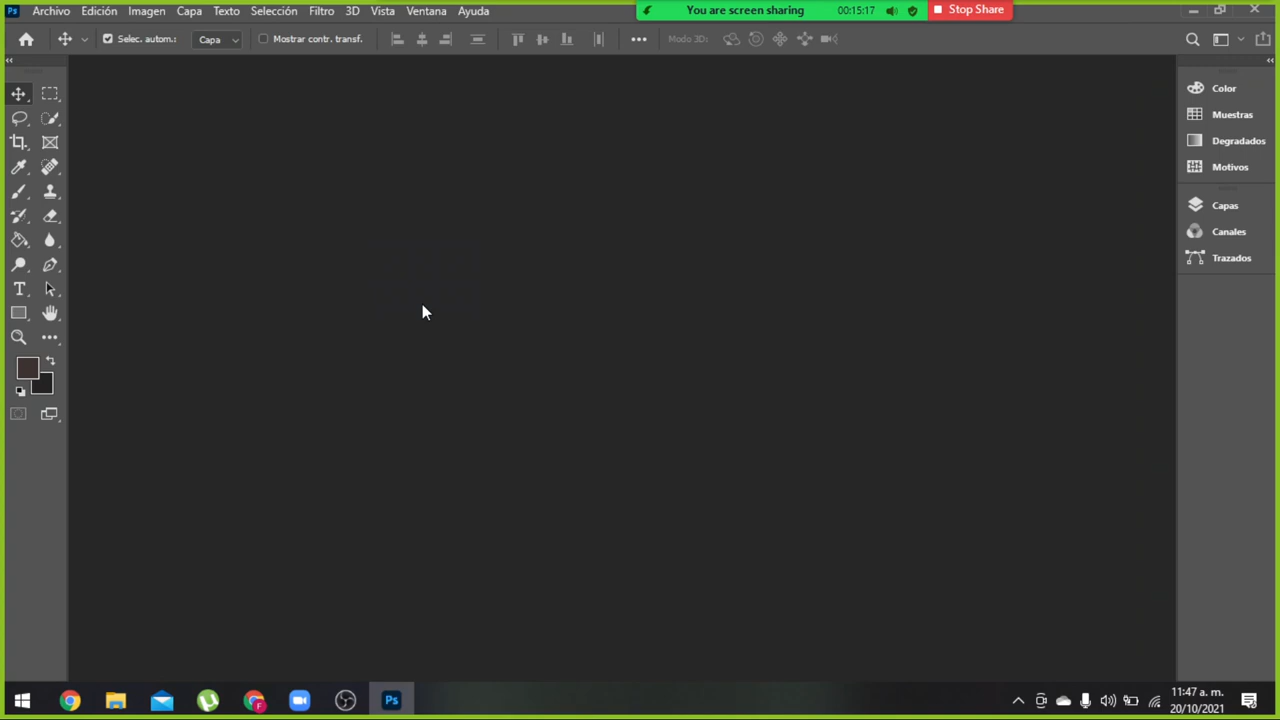 Ps Archivo Edición Imagen Capa Texto Selección Filtro 3D Vista Ventana Ayuda
You are screen sharing 00:15:17 Stop Share
Selec. autom.: Capa Mostrar contr. transf. Modo 3D:
Color
Muestras
Degradados
Motivos
Capas
Canales
Trazados
T
F Ps
11:47 a. m.
20/10/2021